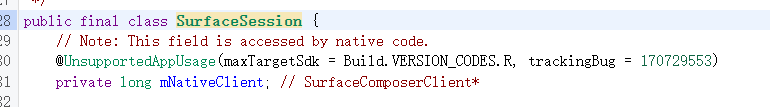 */
28 public final class SurfaceSession {
29 // Note: This field is accessed by native code.
30 @UnsupportedAppUsage(maxTargetSdk = Build.VERSION_CODES.R, trackingBug = 170729553)
31 private long mNativeClient; // SurfaceComposerClient*